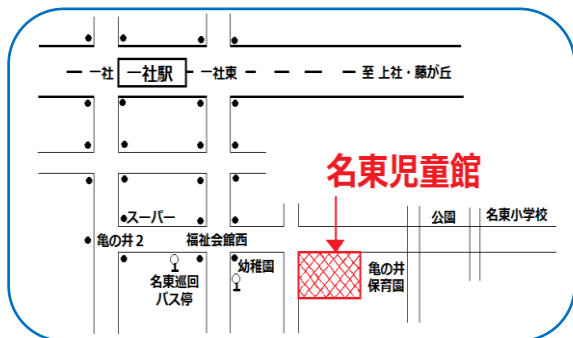 一社
一社駅
一社東
至 上社・藤が丘
名東児童館
スーパー
公園
名東小学校
亀の井2
福祉会館西
名東巡回
バス停
幼稚園
亀の井
保育園